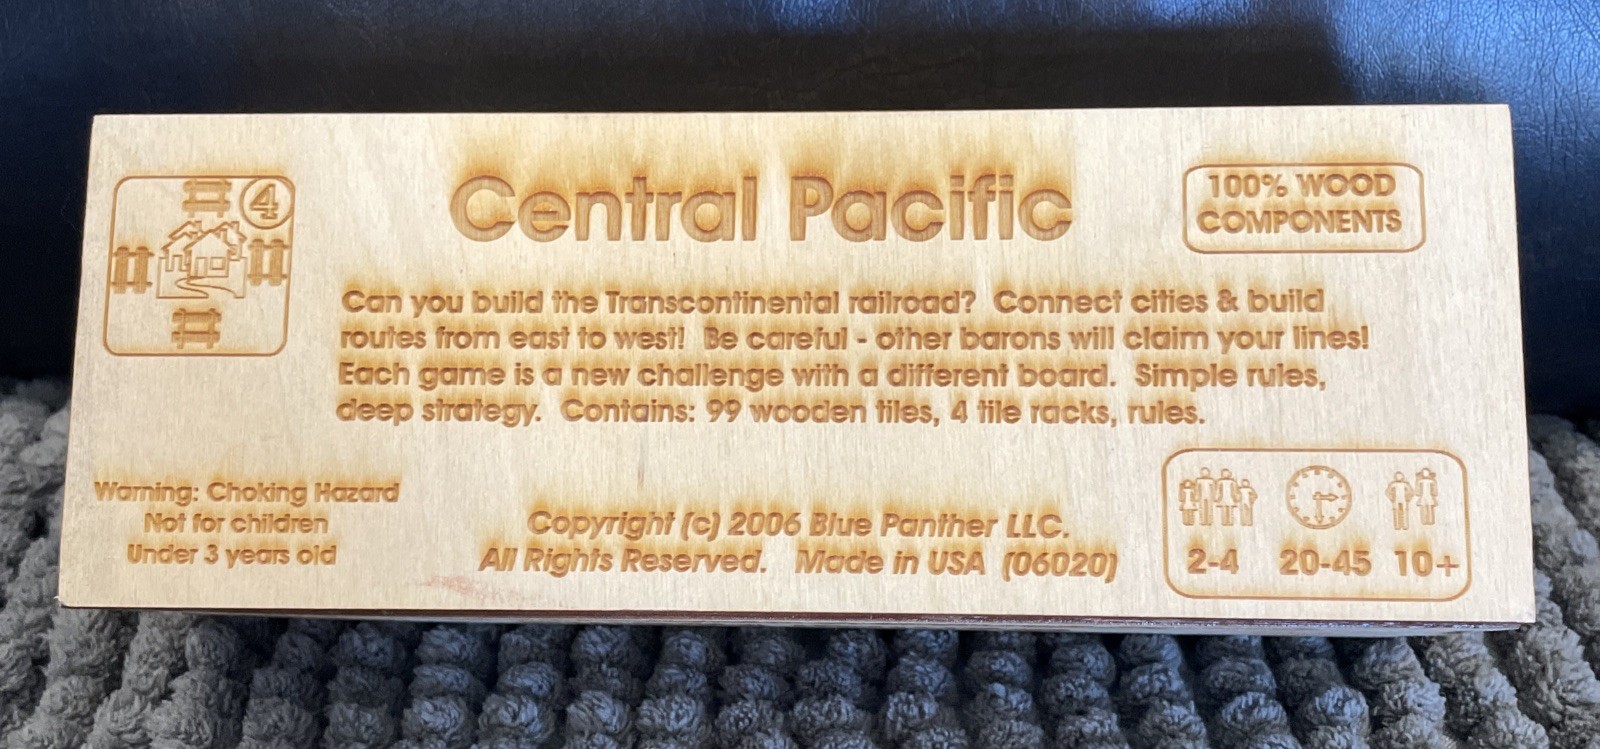 4
Central Pacific
100% WOOD
COMPONENTS
Can you build the Transcontinental railroad?  Connect cities & build
routes from east to west!  Be careful - other barons will claim your lines!
Each game is a new challenge with a different board.  Simple rules,
deep strategy.  Contains: 99 wooden tiles, 4 tile racks, rules.
Warning: Choking Hazard
Not for children
Under 3 years old
Copyright (c) 2006 Blue Panther LLC.
All Rights Reserved.   Made in USA  (06020)
2-4 20-45 10+